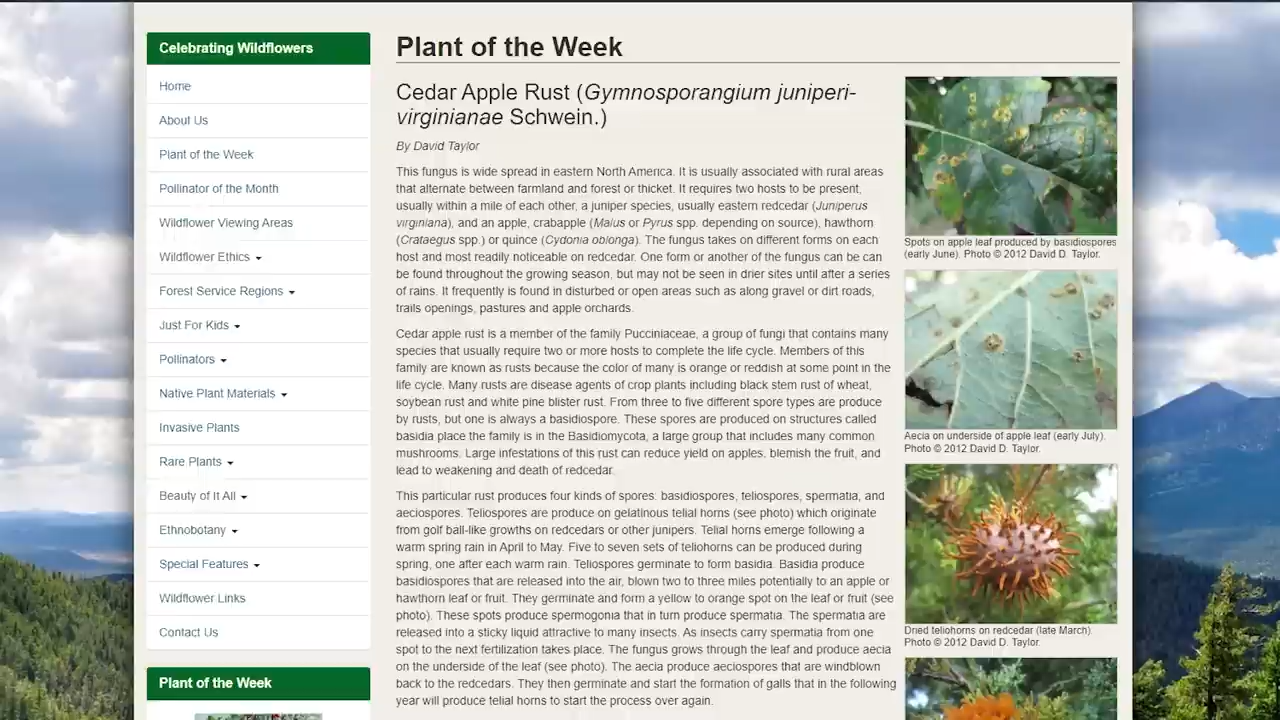 Celebrating Wildflowers
Home
About Us
Plant of the Week
Pollinator of the Month
Wildflower Viewing Areas
Wildflower Ethics
Forest Service Regions
Just For Kids
Pollinators
Native Plant Materials
Invasive Plants
Rare Plants
Beauty of It All
Ethnobotany
Special Features
Wildflower Links
Contact Us
Plant of the Week
Plant of the Week
Cedar Apple Rust (Gymnosporangium juniperi-
virginianae Schwein.)
By David Taylor
This fungus is wide spread in eastern North America. It is usually associated with rural areas
that alternate between farmland and forest or thicket. It requires two hosts to be present,
usually within a mile of each other, a juniper species, usually eastern redcedar (Juniperus
virginiana), and an apple, crabapple (Malus or Pyrus spp. depending on source), hawthorn
(Crataegus spp.) or quince (Cydonia oblonga). The fungus takes on different forms on each
host and most readily noticeable on redcedar. One form or another of the fungus can be can
be found throughout the growing season, but may not be seen in drier sites until after a series
of rains. It frequently is found in disturbed or open areas such as along gravel or dirt roads,
trails openings, pastures and apple orchards.
Cedar apple rust is a member of the family Pucciniaceae, a group of fungi that contains many
species that usually require two or more hosts to complete the life cycle. Members of this
family are known as rusts because the color of many is orange or reddish at some point in the
life cycle. Many rusts are disease agents of crop plants including black stem rust of wheat,
soybean rust and white pine blister rust. From three to five different spore types are produce
by rusts, but one is always a basidiospore. These spores are produced on structures called
basidia place the family is in the Basidiomycota, a large group that includes many common
mushrooms. Large infestations of this rust can reduce yield on apples, blemish the fruit, and
lead to weakening and death of redcedar.
This particular rust produces four kinds of spores: basidiospores, teliospores, spermatia, and
aeciospores. Teliospores are produce on gelatinous telial horns (see photo) which originate
from golf ball-like growths on redcedars or other junipers. Telial horns emerge following a
warm spring rain in April to May. Five to seven sets of teliohorns can be produced during
spring, one after each warm rain. Teliospores germinate to form basidia. Basidia produce
basidiospores that are released into the air, blown two to three miles potentially to an apple or
hawthorn leaf or fruit. They germinate and form a yellow to orange spot on the leaf or fruit (see
photo). These spots produce spermogonia that in turn produce spermatia. The spermatia are
released into a sticky liquid attractive to many insects. As insects carry spermatia from one
spot to the next fertilization takes place. The fungus grows through the leaf and produce aecia
on the underside of the leaf (see photo). The aecia produce aeciospores that are windblown
back to the redcedars. They then germinate and start the formation of galls that in the following
year will produce telial horns to start the process over again.
Spots on apple leaf produced by basidiospores
(early June). Photo © 2012 David D. Taylor.
Aecia on underside of apple leaf (early July).
Photo © 2012 David D. Taylor.
Dried teliohorns on redcedar (late March).
Photo © 2012 David D. Taylor.